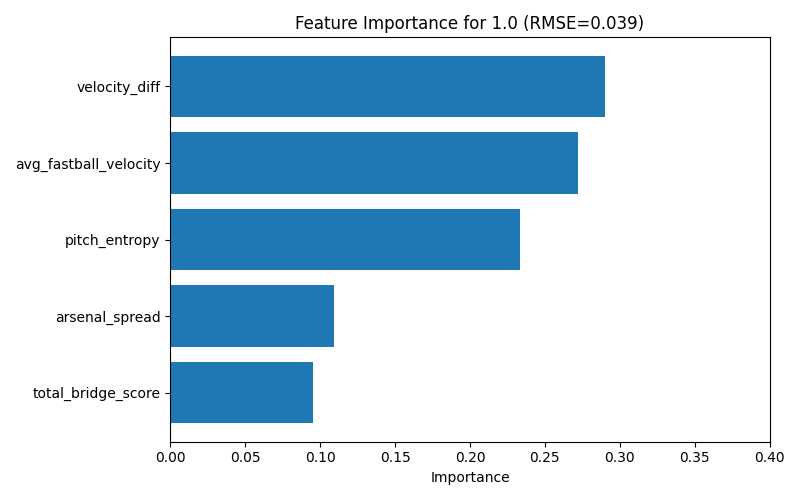 Feature Importance for 1.0 (RMSE=0.039)
velocity_diff
avg_fastball_velocity
pitch_entropy
arsenal_spread
total_bridge_score
0.00 0.05 0.10 0.15 0.20 0.25 0.30 0.35 0.40
Importance